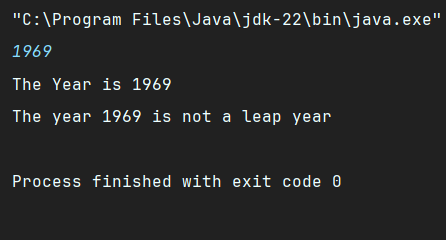 "C:\Program Files\Java\jdk-22\bin\java.exe"
1969
The Year is 1969
The year 1969 is not a leap year
Process finished with exit code 0